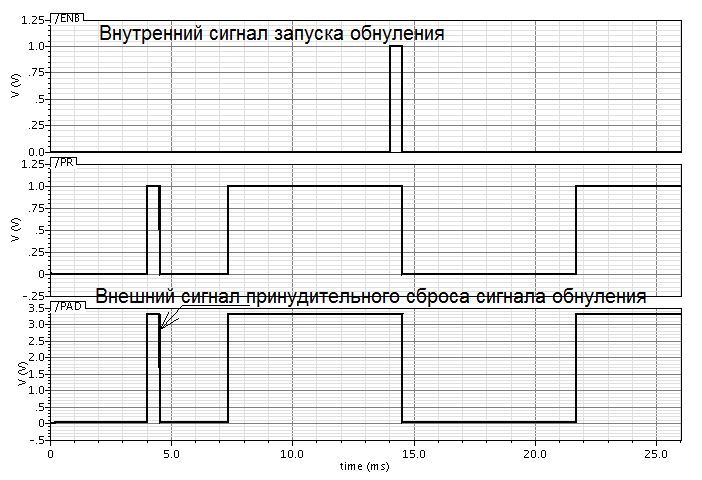 /ENB
Внутренний сигнал запуска обнуления
1.25
1.0
.75
.5
.25
0.0
V (V)
/PR
1.25
1.0
.75
.5
.25
0
-.25
V (V)
Внешний сигнал принудительного сброса сигнала обнуления
/PAD
3.5
3.0
2.5
2.0
1.5
1.0
.5
0
-.5
V (V)
0 5.0 10.0 15.0 20.0 25.0
time (ms)